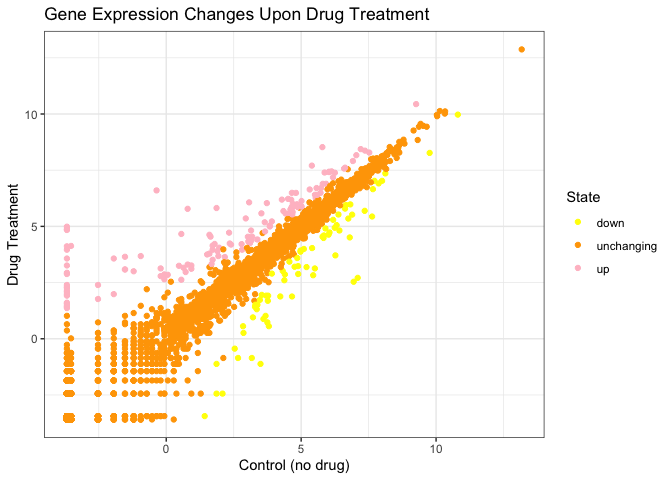 Gene Expression Changes Upon Drug Treatment
10
5
0
Drug Treatment
0
5
10
Control (no drug)
State
down
unchanging
up